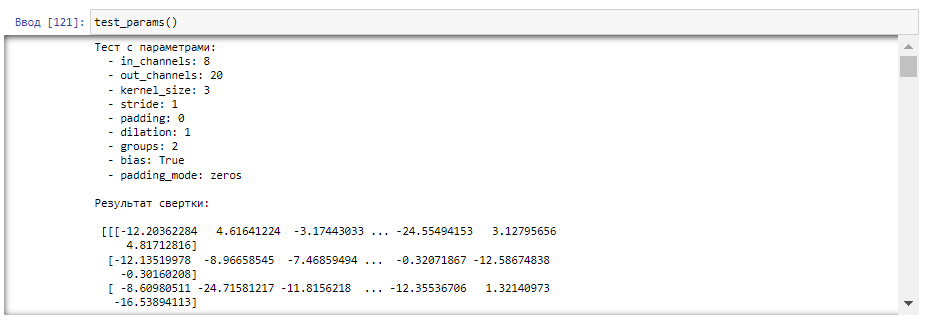 Ввод [121]: test_params()
Тест с параметрами:
- in_channels: 8
- out_channels: 20
- kernel_size: 3
- stride: 1
- padding: 0
- dilation: 1
- groups: 2
- bias: True
- padding_mode: zeros
Результат свертки:
[[[-12.20362284 4.61641224 -3.17443033 ... -24.55494153 3.12795656
4.81712816]
[-12.13519978 -8.96658545 -7.46859494 ... -0.32071867 -12.58674838
-0.30160208]
[ -8.60980511 -24.71581217 -11.8156218 ... -12.35536706 1.32140973
-16.53894113]